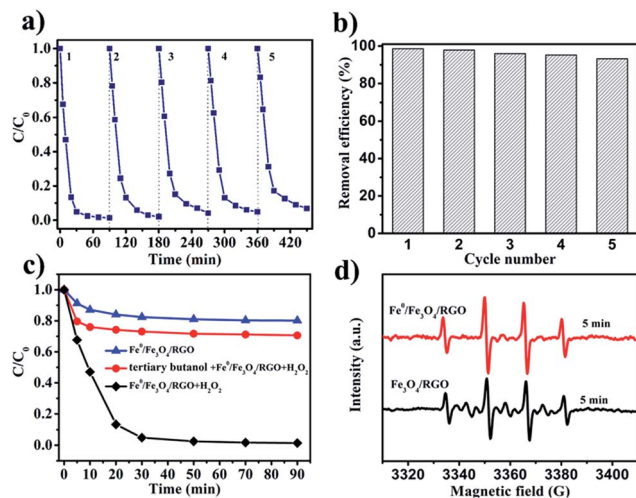 a)
1 2 3 4 5
C/C₀
1.0
0.8
0.6
0.4
0.2
0.0
0 60 120 180 240 300 360 420
Time (min)
b)
Removal efficiency (%)
100
80
60
40
20
0
1 2 3 4 5
Cycle number
c)
C/C₀
1.0
0.8
0.6
0.4
0.2
0.0
Fe⁰/Fe₃O₄/RGO
tertiary butanol +Fe⁰/Fe₃O₄/RGO+H₂O₂
Fe⁰/Fe₃O₄/RGO+H₂O₂
0 10 20 30 40 50 60 70 80 90
Time (min)
d)
Intensity (a.u.)
Fe⁰/Fe₃O₄/RGO
5 min
Fe₃O₄/RGO
5 min
3320 3340 3360 3380 3400
Magnetic field (G)